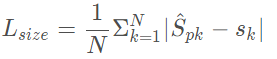 $L_{size} = \frac{1}{N} \Sigma_{k=1}^{N} |\hat{S}_{pk} - s_k|$